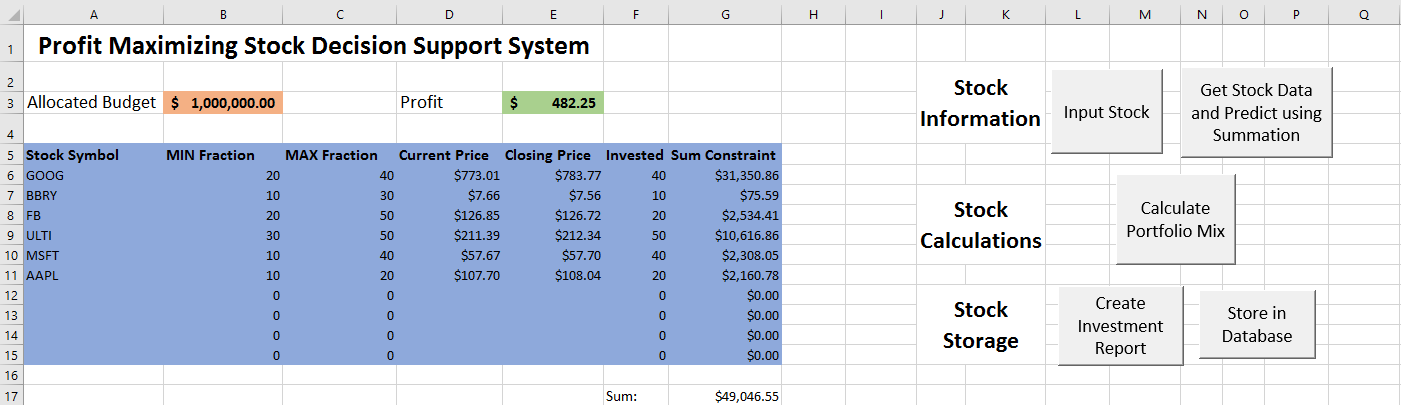 A B C D E F G H I J K L M N O P Q
1 Profit Maximizing Stock Decision Support System
2
3 Allocated Budget $ 1,000,000.00 Profit $ 482.25
4
5 Stock Symbol MIN Fraction MAX Fraction Current Price Closing Price Invested Sum Constraint
6 GOOG 20 40 $773.01 $783.77 40 $31,350.86
7 BBRY 10 30 $7.66 $7.56 10 $75.59
8 FB 20 50 $126.85 $126.72 20 $2,534.41
9 ULTI 30 50 $211.39 $212.34 50 $10,616.86
10 MSFT 10 40 $57.67 $57.70 40 $2,308.05
11 AAPL 10 20 $107.70 $108.04 20 $2,160.78
12 0 0 0 $0.00
13 0 0 0 $0.00
14 0 0 0 $0.00
15 0 0 0 $0.00
16
17 Sum: $49,046.55
Stock
Information
Input Stock
Get Stock Data
and Predict using
Summation
Stock
Calculations
Calculate
Portfolio Mix
Stock
Storage
Create
Investment
Report
Store in
Database